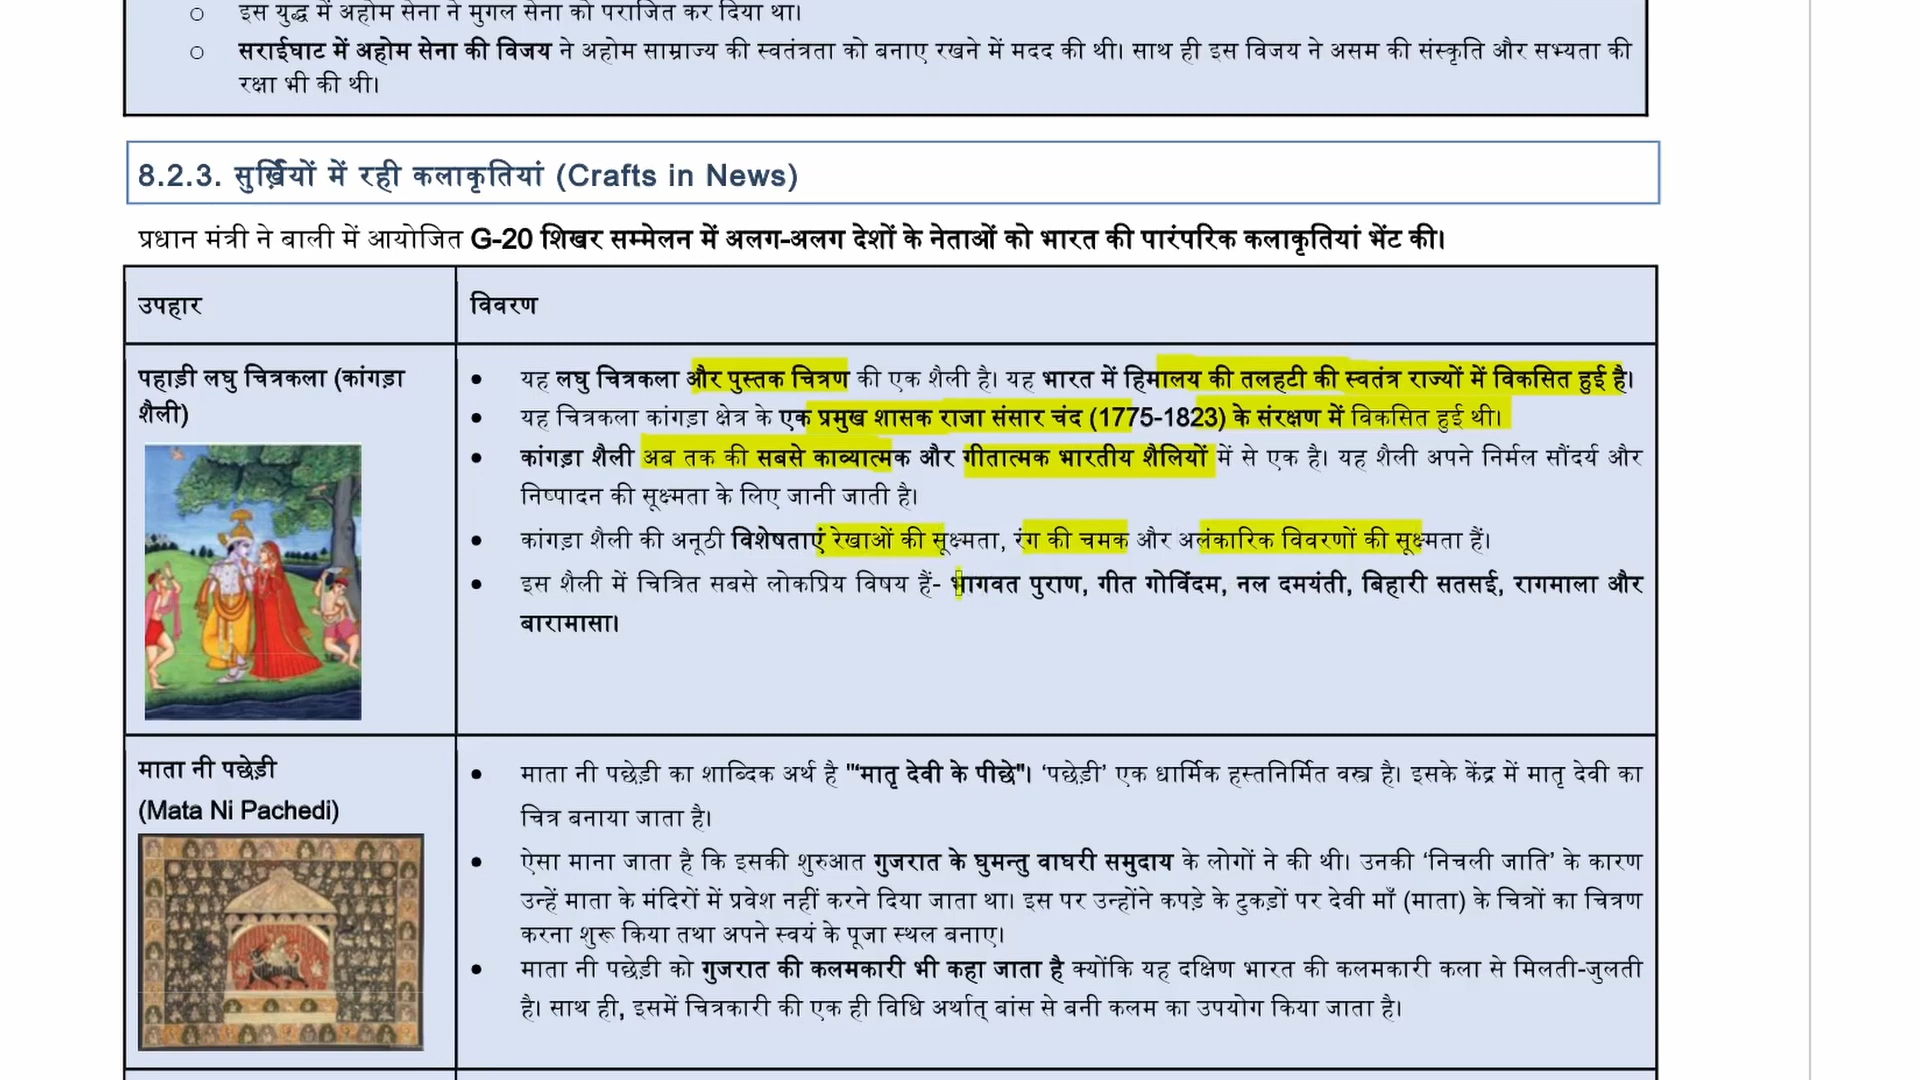 ○ इस युद्ध में अहोम सेना ने मुगल सेना को पराजित कर दिया था।
○ सराईघाट में अहोम सेना की विजय ने अहोम साम्राज्य की स्वतंत्रता को बनाए रखने में मदद की थी। साथ ही इस विजय ने असम की संस्कृति और सभ्यता की
रक्षा भी की थी।
8.2.3. सुर्ख़ियों में रही कलाकृतियां (Crafts in News)
प्रधान मंत्री ने बाली में आयोजित G-20 शिखर सम्मेलन में अलग-अलग देशों के नेताओं को भारत की पारंपरिक कलाकृतियां भेंट की।
उपहार
विवरण
पहाड़ी लघु चित्रकला (कांगड़ा
शैली)
• यह लघु चित्रकला और पुस्तक चित्रण की एक शैली है। यह भारत में हिमालय की तलहटी की स्वतंत्र राज्यों में विकसित हुई है।
• यह चित्रकला कांगड़ा क्षेत्र के एक प्रमुख शासक राजा संसार चंद (1775-1823) के संरक्षण में विकसित हुई थी।
• कांगड़ा शैली अब तक की सबसे काव्यात्मक और गीतात्मक भारतीय शैलियों में से एक है। यह शैली अपने निर्मल सौंदर्य और
निष्पादन की सूक्ष्मता के लिए जानी जाती है।
• कांगड़ा शैली की अनूठी विशेषताएं रेखाओं की सूक्ष्मता, रंग की चमक और अलंकारिक विवरणों की सूक्ष्मता हैं।
• इस शैली में चित्रित सबसे लोकप्रिय विषय हैं- भागवत पुराण, गीत गोविंदम, नल दमयंती, बिहारी सतसई, रागमाला और
बारामासा।
माता नी पछेड़ी
(Mata Ni Pachedi)
• माता नी पछेड़ी का शाब्दिक अर्थ है "‘मातृ देवी के पीछे"। ‘पछेड़ी’ एक धार्मिक हस्तनिर्मित वस्त्र है। इसके केंद्र में मातृ देवी का
चित्र बनाया जाता है।
• ऐसा माना जाता है कि इसकी शुरुआत गुजरात के घुमन्तु वाघरी समुदाय के लोगों ने की थी। उनकी ‘निचली जाति’ के कारण
उन्हें माता के मंदिरों में प्रवेश नहीं करने दिया जाता था। इस पर उन्होंने कपड़े के टुकड़ों पर देवी माँ (माता) के चित्रों का चित्रण
करना शुरू किया तथा अपने स्वयं के पूजा स्थल बनाए।
• माता नी पछेड़ी को गुजरात की कलमकारी भी कहा जाता है क्योंकि यह दक्षिण भारत की कलमकारी कला से मिलती-जुलती
है। साथ ही, इसमें चित्रकारी की एक ही विधि अर्थात् बांस से बनी कलम का उपयोग किया जाता है।